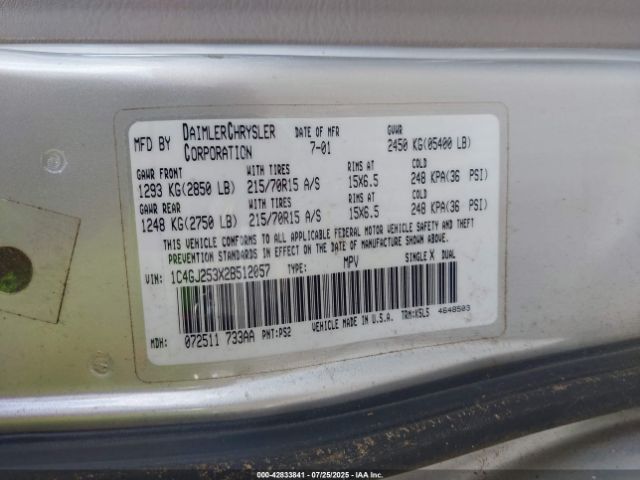 MFD BY DAIMLERCHRYSLER CORPORATION DATE OF MFR 7-01 GVWR 2450 KG(05400 LB)
GAWR FRONT WITH TIRES RIMS AT COLD
1293 KG(2850 LB) 215/70R15 A/S 15X6.5 248 KPA(36 PSI)
GAWR REAR WITH TIRES RIMS AT COLD
1248 KG(2750 LB) 215/70R15 A/S 15X6.5 248 KPA(36 PSI)
THIS VEHICLE CONFORMS TO ALL APPLICABLE FEDERAL MOTOR VEHICLE SAFETY AND THEFT
PREVENTION STANDARDS IN EFFECT ON THE DATE OF MANUFACTURE SHOWN ABOVE.
VIN: 1C4GJ253X2B512057 TYPE: MPV SINGLE X DUAL
MDH: 072511 733AA PNT:PS2 VEHICLE MADE IN U.S.A. TRM:K5L5 4648503
000-42833841 | 07/25/2025 - IAA Inc.